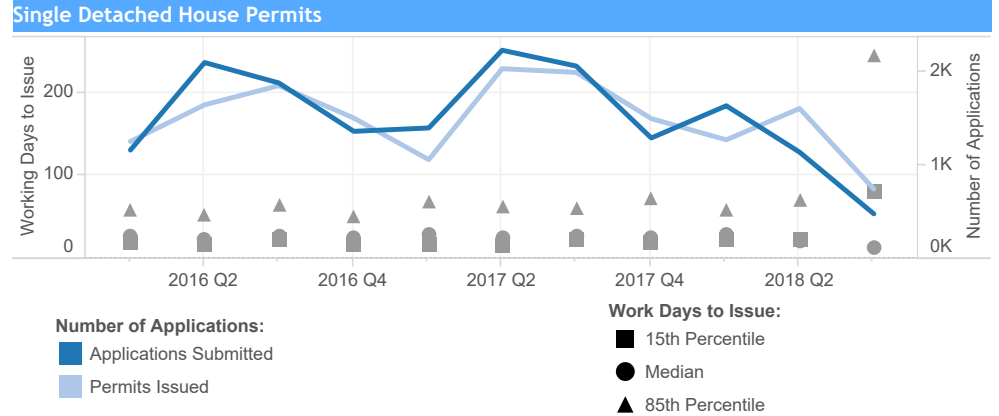 Single Detached House Permits
Working Days to Issue
200
100
0
2K
1K
0K
Number of Applications
2016 Q2
2016 Q4
2017 Q2
2017 Q4
2018 Q2
Number of Applications:
Applications Submitted
Permits Issued
Work Days to Issue:
15th Percentile
Median
85th Percentile